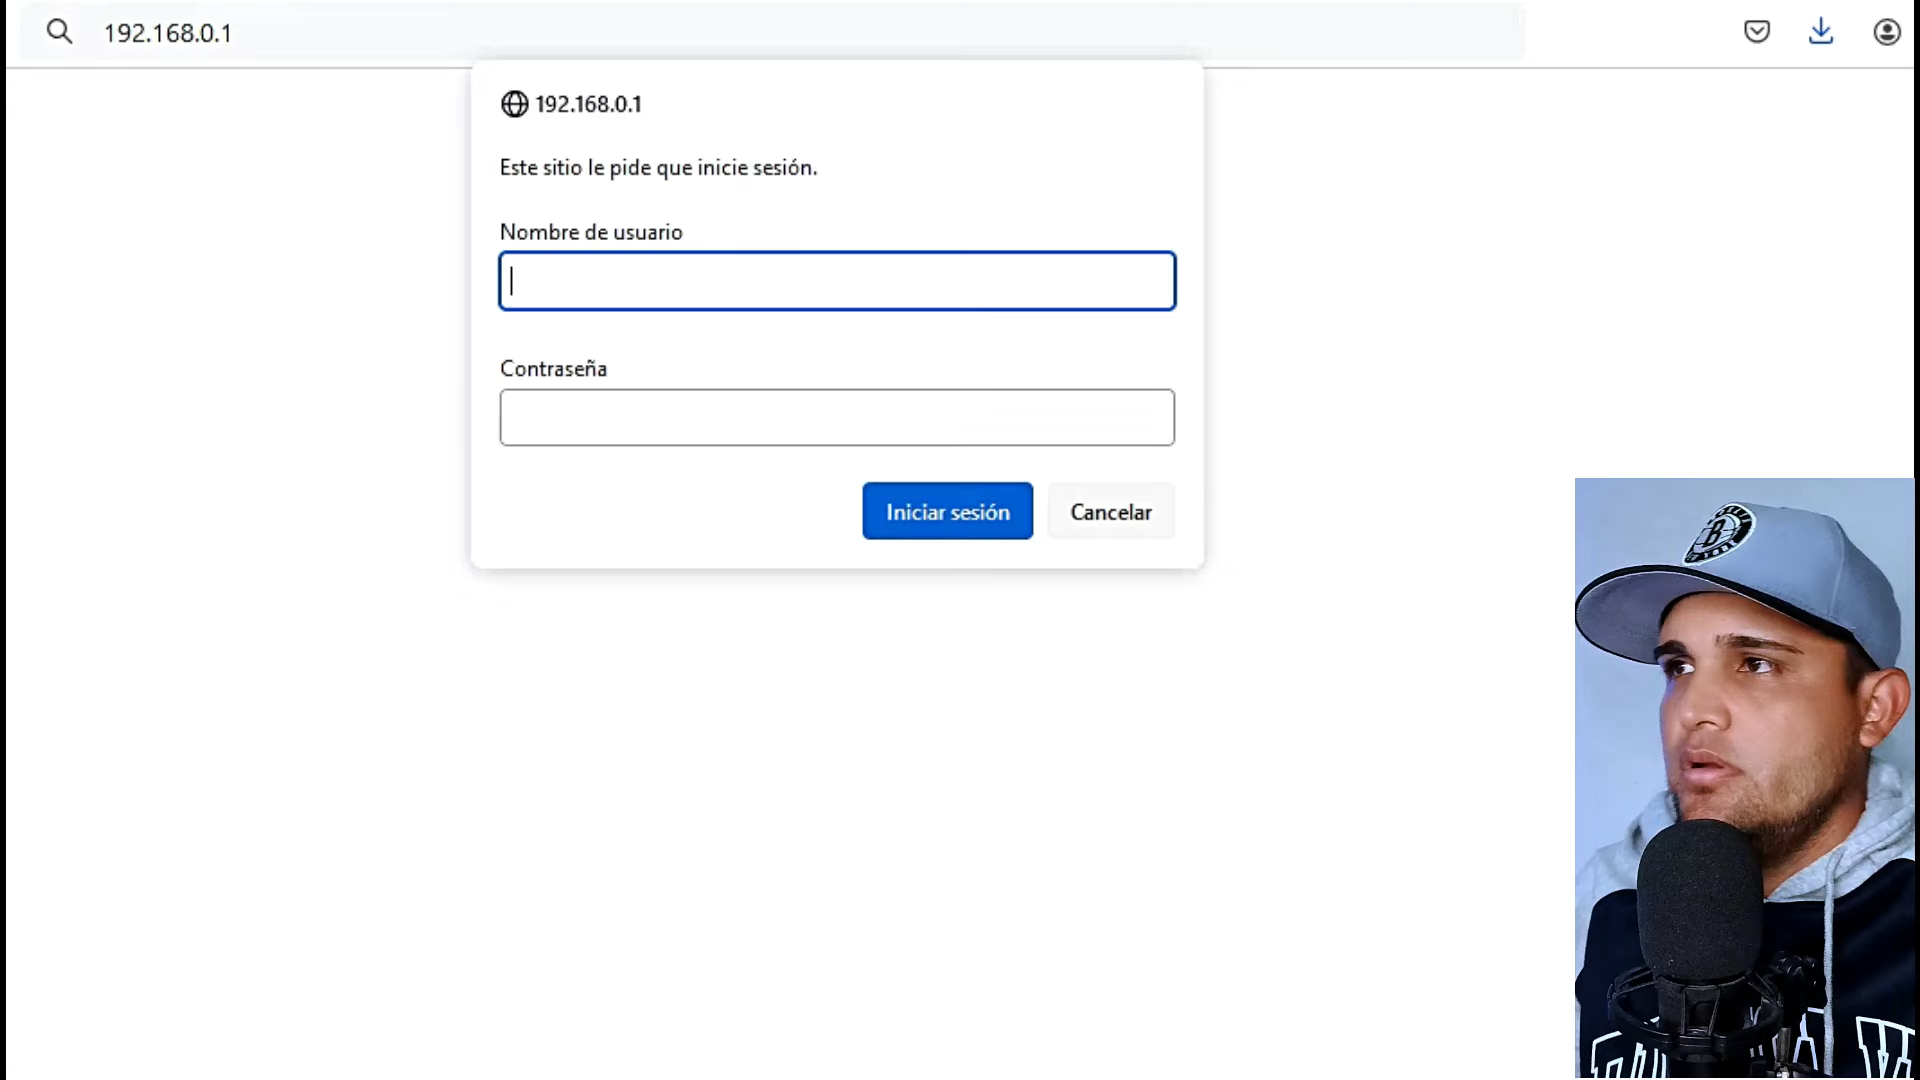 192.168.0.1
192.168.0.1
Este sitio le pide que inicie sesión.
Nombre de usuario
Contraseña
Iniciar sesión
Cancelar
B